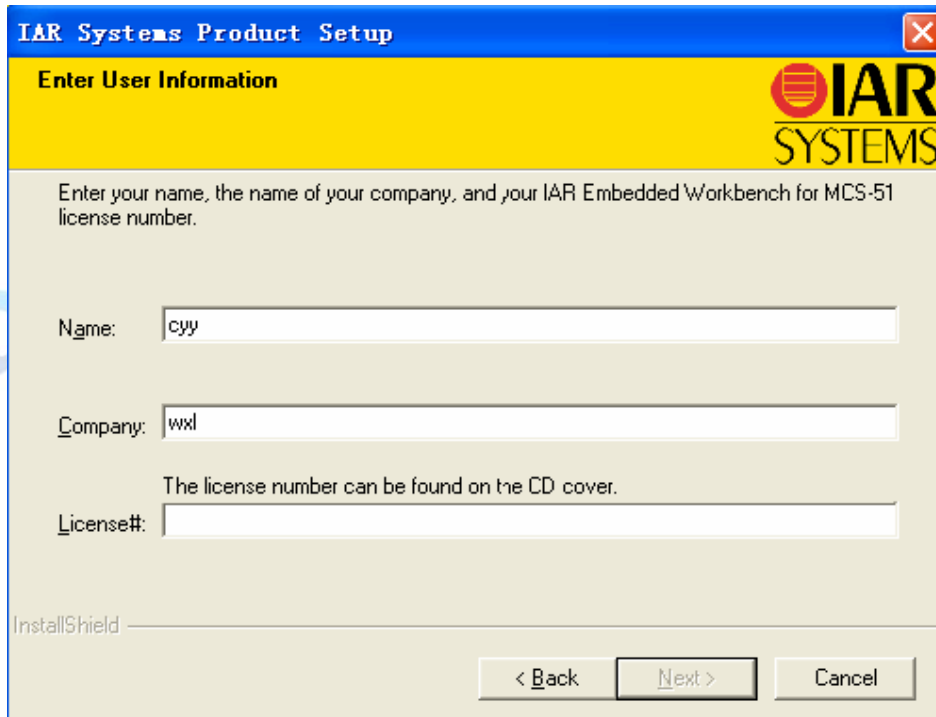 IAR Systems Product Setup
Enter User Information
IAR
SYSTEMS
Enter your name, the name of your company, and your IAR Embedded Workbench for MCS-51
license number.
Name: cyy
Company: wxl
The license number can be found on the CD cover.
License#:
InstallShield
< Back Next > Cancel